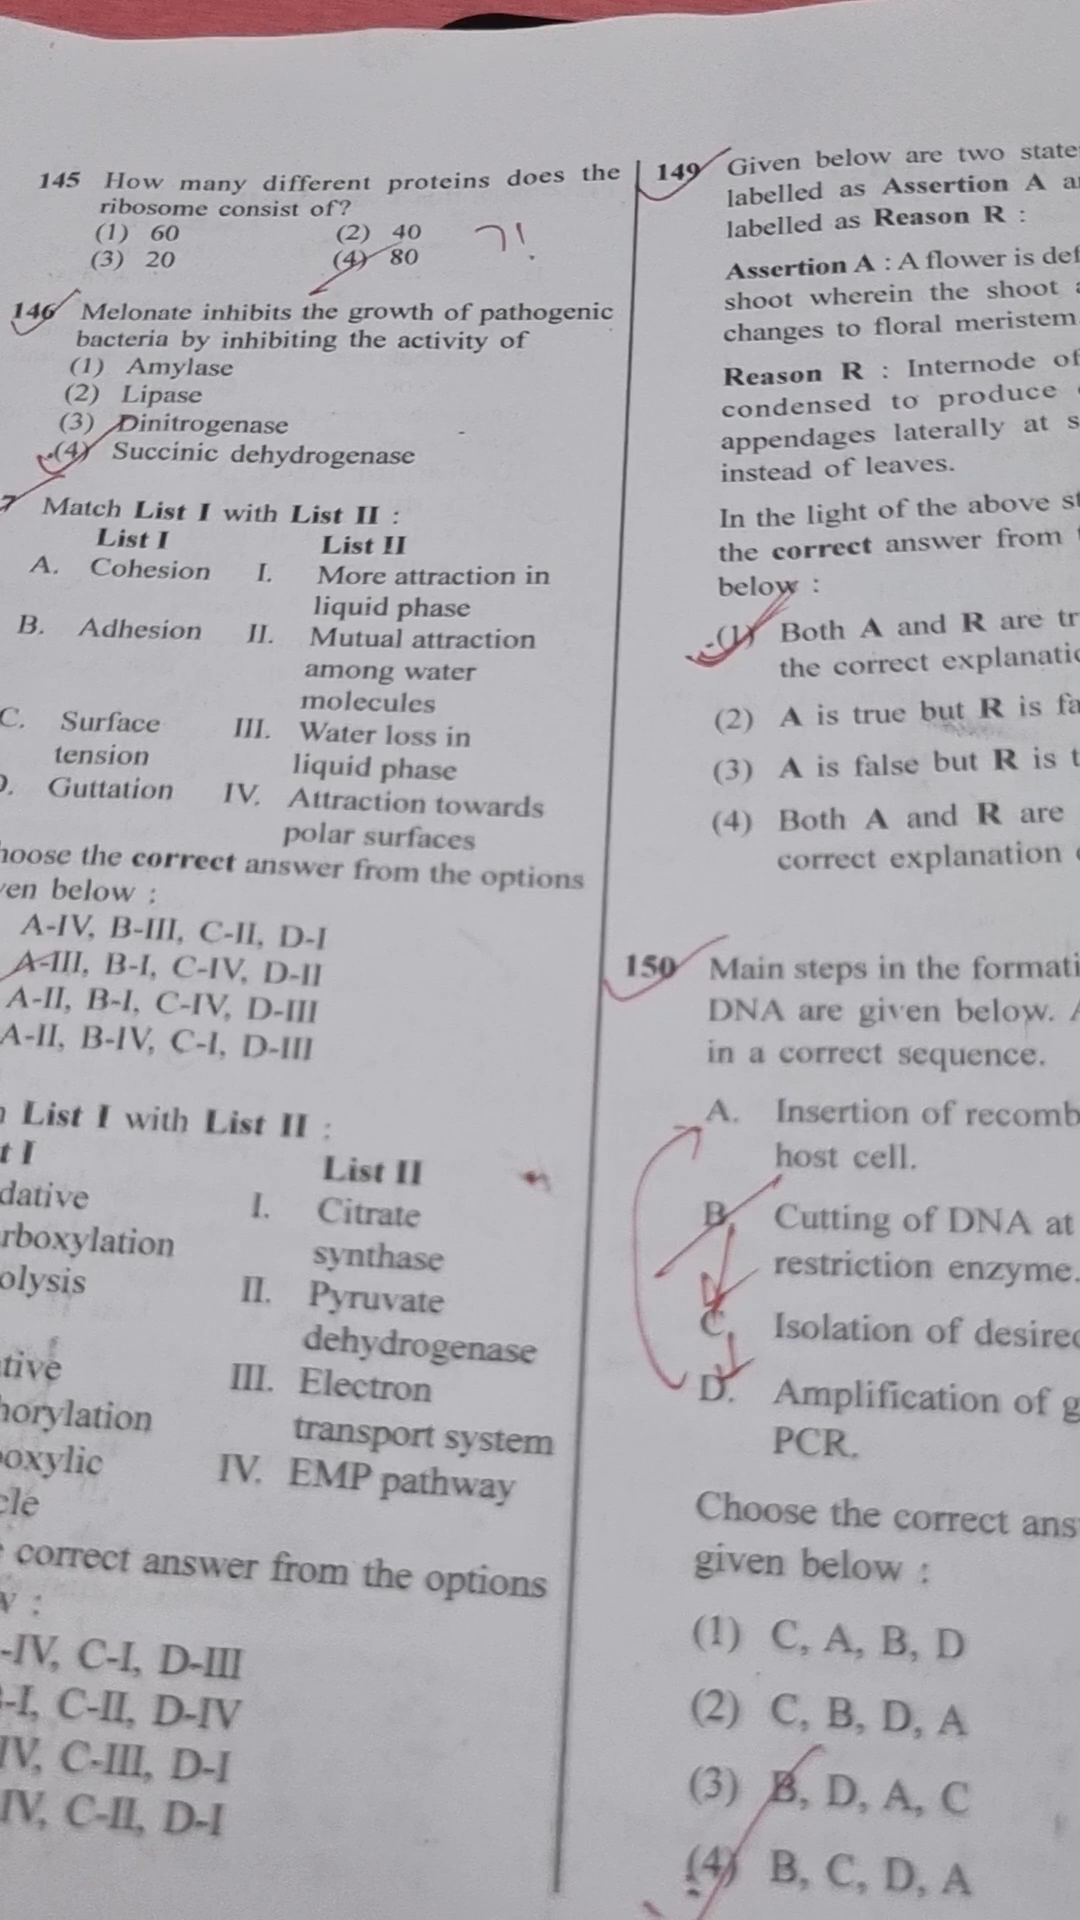 145 How many different proteins does the
ribosome consist of?
(1) 60 (2) 40
(3) 20 (4) 80
146 Melonate inhibits the growth of pathogenic
bacteria by inhibiting the activity of
(1) Amylase
(2) Lipase
(3) Dinitrogenase
(4) Succinic dehydrogenase
7 Match List I with List II :
List I List II
A. Cohesion I. More attraction in
liquid phase
B. Adhesion II. Mutual attraction
among water
molecules
C. Surface III. Water loss in
tension liquid phase
D. Guttation IV. Attraction towards
polar surfaces
hoose the correct answer from the options
ven below :
A-IV, B-III, C-II, D-I
A-III, B-I, C-IV, D-II
A-II, B-I, C-IV, D-III
A-II, B-IV, C-I, D-III
List I with List II :
t I List II
dative I. Citrate
rboxylation synthase
olysis II. Pyruvate
dehydrogenase
tive III. Electron
horylation transport system
oxylic IV. EMP pathway
cle
correct answer from the options
w :
-IV, C-I, D-III
-I, C-II, D-IV
IV, C-III, D-I
IV, C-II, D-I
149 Given below are two state
labelled as Assertion A a
labelled as Reason R :
Assertion A : A flower is def
shoot wherein the shoot a
changes to floral meristem
Reason R : Internode of
condensed to produce
appendages laterally at s
instead of leaves.
In the light of the above st
the correct answer from
below :
(1) Both A and R are tr
the correct explanatio
(2) A is true but R is fa
(3) A is false but R is t
(4) Both A and R are
correct explanation
150 Main steps in the formati
DNA are given below. A
in a correct sequence.
A. Insertion of recomb
host cell.
B. Cutting of DNA at
restriction enzyme.
C. Isolation of desired
D. Amplification of g
PCR.
Choose the correct ans
given below :
(1) C, A, B, D
(2) C, B, D, A
(3) B, D, A, C
(4) B, C, D, A